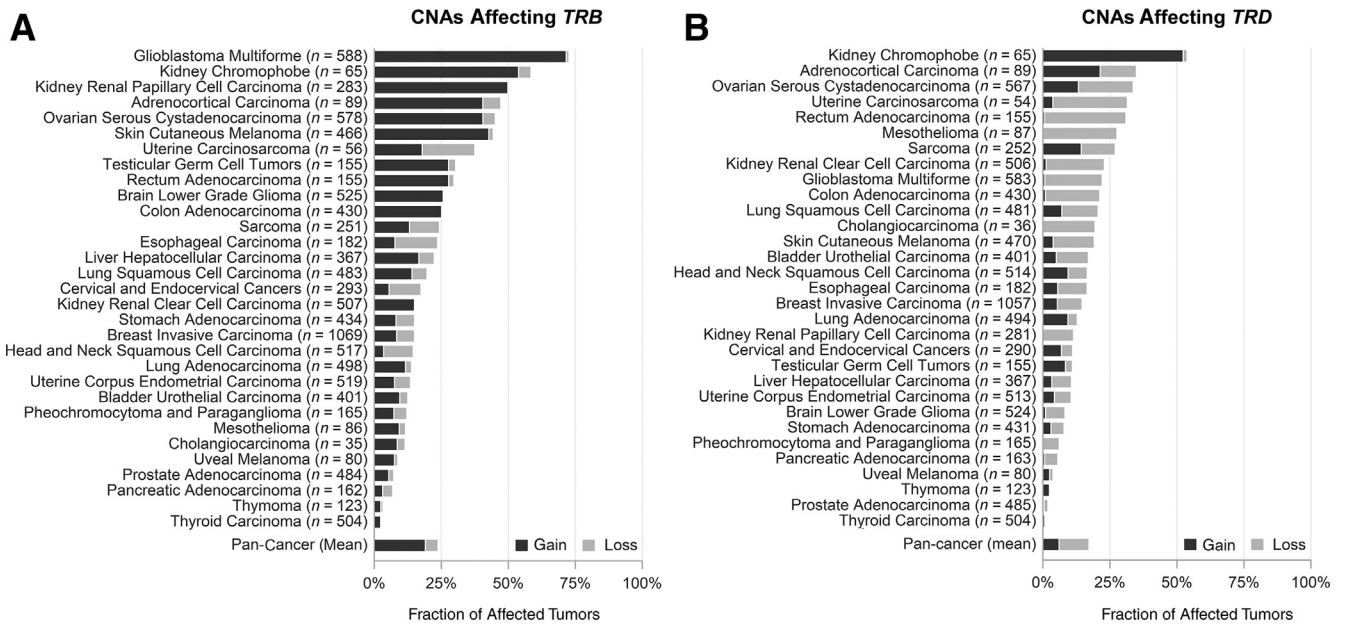 A
CNAs Affecting TRB
Glioblastoma Multiforme (n = 588)
Kidney Chromophobe (n = 65)
Kidney Renal Papillary Cell Carcinoma (n = 283)
Adrenocortical Carcinoma (n = 89)
Ovarian Serous Cystadenocarcinoma (n = 578)
Skin Cutaneous Melanoma (n = 466)
Uterine Carcinosarcoma (n = 56)
Testicular Germ Cell Tumors (n = 155)
Rectum Adenocarcinoma (n = 155)
Brain Lower Grade Glioma (n = 525)
Colon Adenocarcinoma (n = 430)
Sarcoma (n = 251)
Esophageal Carcinoma (n = 182)
Liver Hepatocellular Carcinoma (n = 367)
Lung Squamous Cell Carcinoma (n = 483)
Cervical and Endocervical Cancers (n = 293)
Kidney Renal Clear Cell Carcinoma (n = 507)
Stomach Adenocarcinoma (n = 434)
Breast Invasive Carcinoma (n = 1069)
Head and Neck Squamous Cell Carcinoma (n = 517)
Lung Adenocarcinoma (n = 498)
Uterine Corpus Endometrial Carcinoma (n = 519)
Bladder Urothelial Carcinoma (n = 401)
Pheochromocytoma and Paraganglioma (n = 165)
Mesothelioma (n = 86)
Cholangiocarcinoma (n = 35)
Uveal Melanoma (n = 80)
Prostate Adenocarcinoma (n = 484)
Pancreatic Adenocarcinoma (n = 162)
Thymoma (n = 123)
Thyroid Carcinoma (n = 504)
Pan-Cancer (Mean)
Gain Loss
0% 25% 50% 75% 100%
Fraction of Affected Tumors
B
CNAs Affecting TRD
Kidney Chromophobe (n = 65)
Adrenocortical Carcinoma (n = 89)
Ovarian Serous Cystadenocarcinoma (n = 567)
Uterine Carcinosarcoma (n = 54)
Rectum Adenocarcinoma (n = 155)
Mesothelioma (n = 87)
Sarcoma (n = 252)
Kidney Renal Clear Cell Carcinoma (n = 506)
Glioblastoma Multiforme (n = 583)
Colon Adenocarcinoma (n = 430)
Lung Squamous Cell Carcinoma (n = 481)
Cholangiocarcinoma (n = 36)
Skin Cutaneous Melanoma (n = 470)
Bladder Urothelial Carcinoma (n = 401)
Head and Neck Squamous Cell Carcinoma (n = 514)
Esophageal Carcinoma (n = 182)
Breast Invasive Carcinoma (n = 1057)
Lung Adenocarcinoma (n = 494)
Kidney Renal Papillary Cell Carcinoma (n = 281)
Cervical and Endocervical Cancers (n = 290)
Testicular Germ Cell Tumors (n = 155)
Liver Hepatocellular Carcinoma (n = 367)
Uterine Corpus Endometrial Carcinoma (n = 513)
Brain Lower Grade Glioma (n = 524)
Stomach Adenocarcinoma (n = 431)
Pheochromocytoma and Paraganglioma (n = 165)
Pancreatic Adenocarcinoma (n = 163)
Uveal Melanoma (n = 80)
Thymoma (n = 123)
Prostate Adenocarcinoma (n = 485)
Thyroid Carcinoma (n = 504)
Pan-cancer (mean)
Gain Loss
0% 25% 50% 75% 100%
Fraction of Affected Tumors